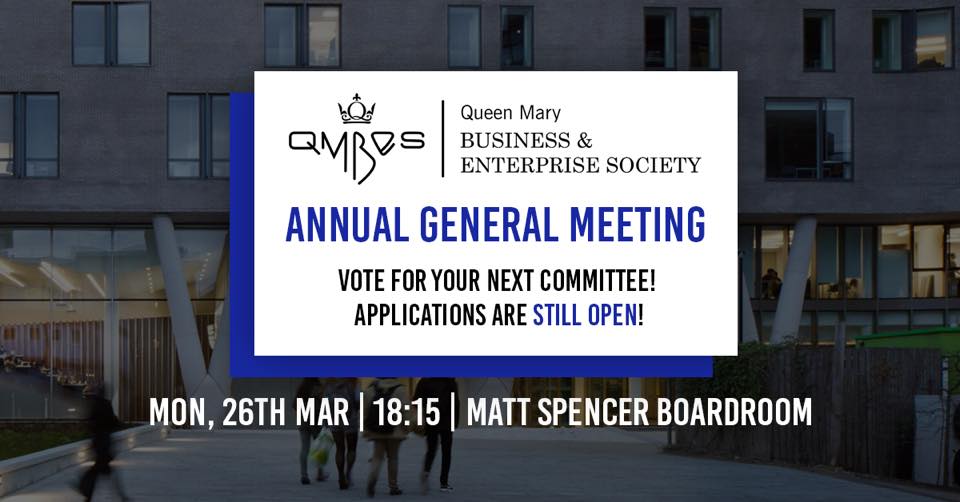 QMBES
Queen Mary
BUSINESS &
ENTERPRISE SOCIETY
ANNUAL GENERAL MEETING
VOTE FOR YOUR NEXT COMMITTEE!
APPLICATIONS ARE STILL OPEN!
MON, 26TH MAR | 18:15 | MATT SPENCER BOARDROOM